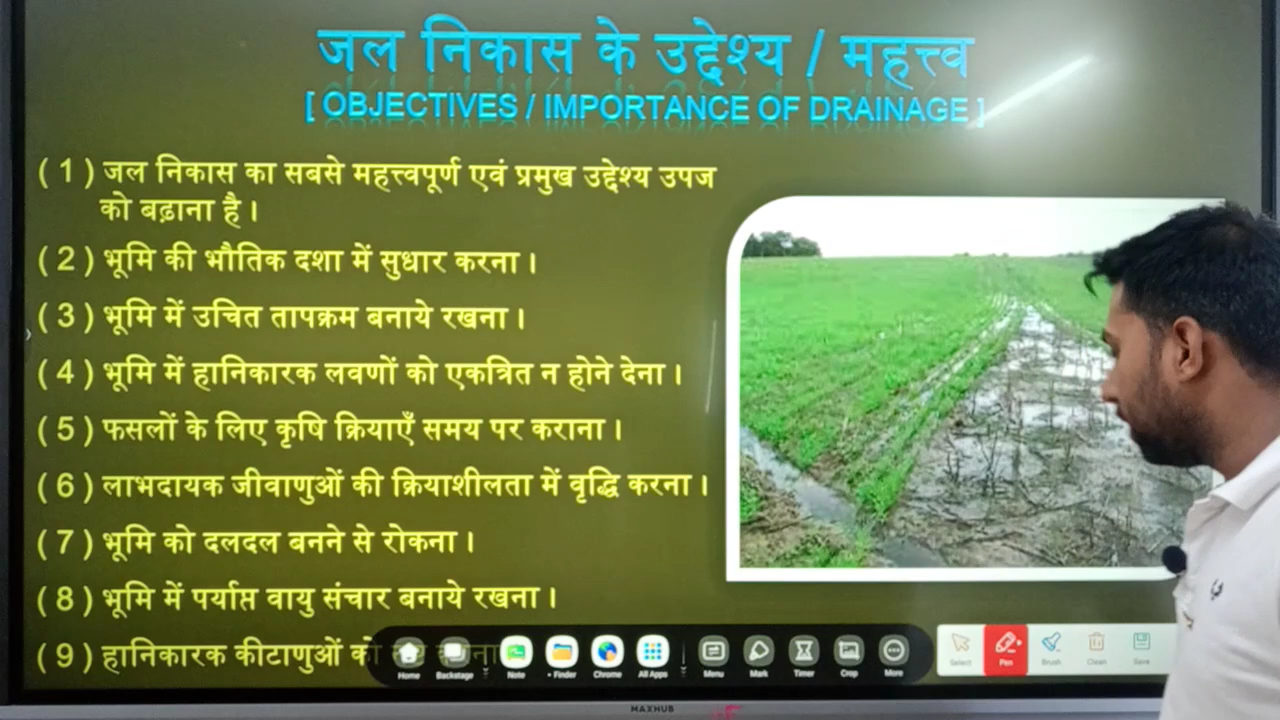 जल निकास के उद्देश्य / महत्त्व
[ OBJECTIVES / IMPORTANCE OF DRAINAGE ]
( 1 ) जल निकास का सबसे महत्त्वपूर्ण एवं प्रमुख उद्देश्य उपज
को बढ़ाना है ।
( 2 ) भूमि की भौतिक दशा में सुधार करना ।
( 3 ) भूमि में उचित तापक्रम बनाये रखना ।
( 4 ) भूमि में हानिकारक लवणों को एकत्रित न होने देना ।
( 5 ) फसलों के लिए कृषि क्रियाएँ समय पर कराना ।
( 6 ) लाभदायक जीवाणुओं की क्रियाशीलता में वृद्धि करना ।
( 7 ) भूमि को दलदल बनने से रोकना ।
( 8 ) भूमि में पर्याप्त वायु संचार बनाये रखना ।
( 9 ) हानिकारक कीटाणुओं को
Home Backstage Note Finder Chrome All Apps Menu Mark Timer Crop More
Select Pen Brush Clean Save
MAXHUB